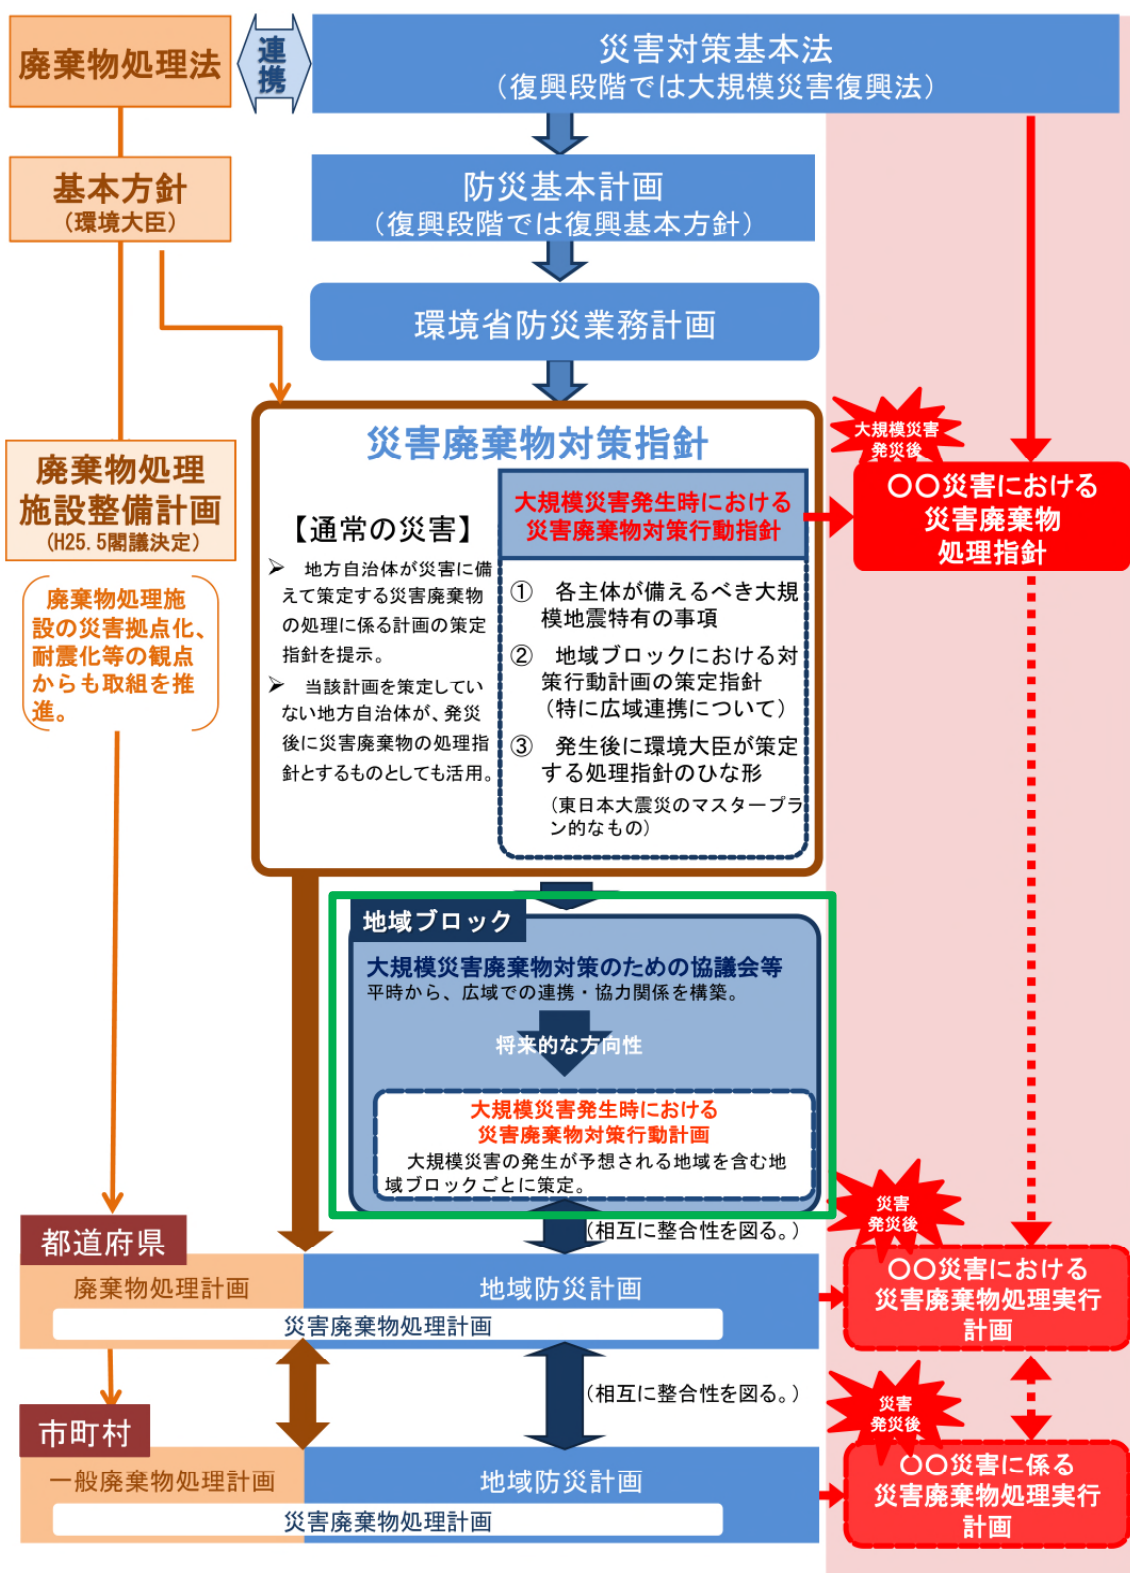 廃棄物処理法
連
携
災害対策基本法
（復興段階では大規模災害復興法）
基本方針
（環境大臣）
防災基本計画
（復興段階では復興基本方針）
環境省防災業務計画
廃棄物処理
施設整備計画
（H25.5閣議決定）
廃棄物処理施
設の災害拠点化、
耐震化等の観点
からも取組を推
進。
災害廃棄物対策指針
【通常の災害】
➢　地方自治体が災害に備
えて策定する災害廃棄物
の処理に係る計画の策定
指針を提示。
➢　当該計画を策定してい
ない地方自治体が、発災
後に災害廃棄物の処理指
針とするものとしても活用。
大規模災害発生時における
災害廃棄物対策行動指針
①　各主体が備えるべき大規
模地震特有の事項
②　地域ブロックにおける対
策行動計画の策定指針
（特に広域連携について）
③　発生後に環境大臣が策定
する処理指針のひな形
（東日本大震災のマスタープラ
ン的なもの）
大規模災害
発災後
〇〇災害における
災害廃棄物
処理指針
地域ブロック
大規模災害廃棄物対策のための協議会等
平時から、広域での連携・協力関係を構築。
将来的な方向性
大規模災害発生時における
災害廃棄物対策行動計画
大規模災害の発生が予想される地域を含む地
域ブロックごとに策定。
（相互に整合性を図る。）
都道府県
廃棄物処理計画
地域防災計画
災害廃棄物処理計画
災害
発災後
〇〇災害における
災害廃棄物処理実行
計画
（相互に整合性を図る。）
市町村
一般廃棄物処理計画
地域防災計画
災害廃棄物処理計画
災害
発災後
〇〇災害に係る
災害廃棄物処理実行
計画